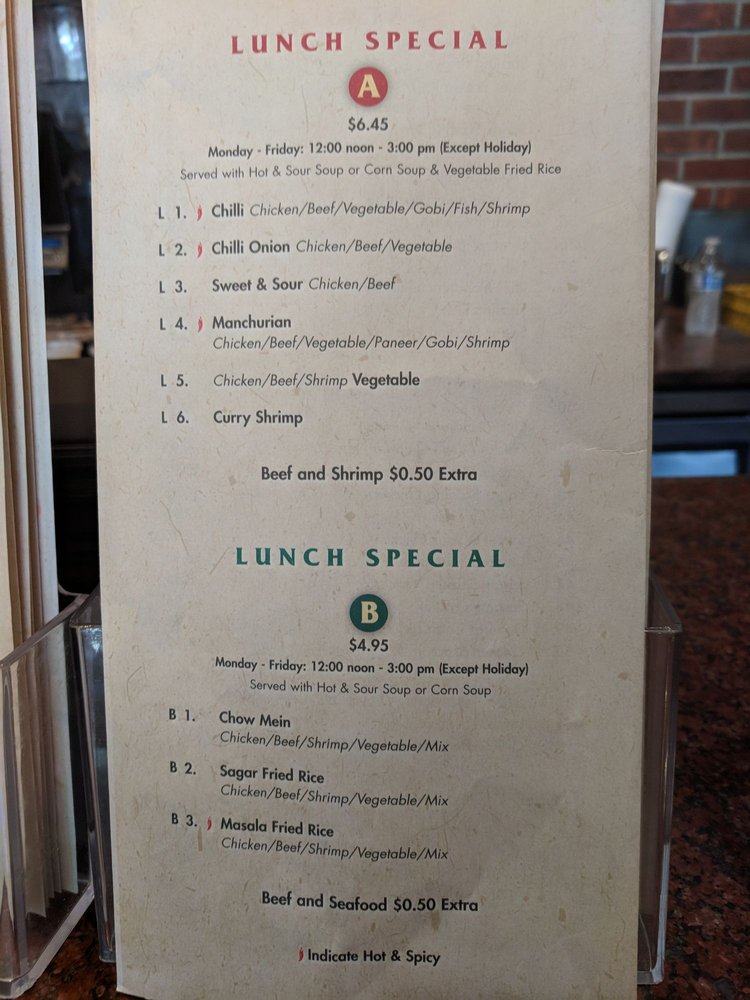 LUNCH SPECIAL
A
$6.45
Monday - Friday: 12:00 noon - 3:00 pm (Except Holiday)
Served with Hot & Sour Soup or Corn Soup & Vegetable Fried Rice
L 1. Chilli Chicken/Beef/Vegetable/Gobi/Fish/Shrimp
L 2. Chilli Onion Chicken/Beef/Vegetable
L 3. Sweet & Sour Chicken/Beef
L 4. Manchurian
Chicken/Beef/Vegetable/Paneer/Gobi/Shrimp
L 5. Chicken/Beef/Shrimp Vegetable
L 6. Curry Shrimp
Beef and Shrimp $0.50 Extra
LUNCH SPECIAL
B
$4.95
Monday - Friday: 12:00 noon - 3:00 pm (Except Holiday)
Served with Hot & Sour Soup or Corn Soup
B 1. Chow Mein
Chicken/Beef/Shrimp/Vegetable/Mix
B 2. Sagar Fried Rice
Chicken/Beef/Shrimp/Vegetable/Mix
B 3. Masala Fried Rice
Chicken/Beef/Shrimp/Vegetable/Mix
Beef and Seafood $0.50 Extra
Indicate Hot & Spicy